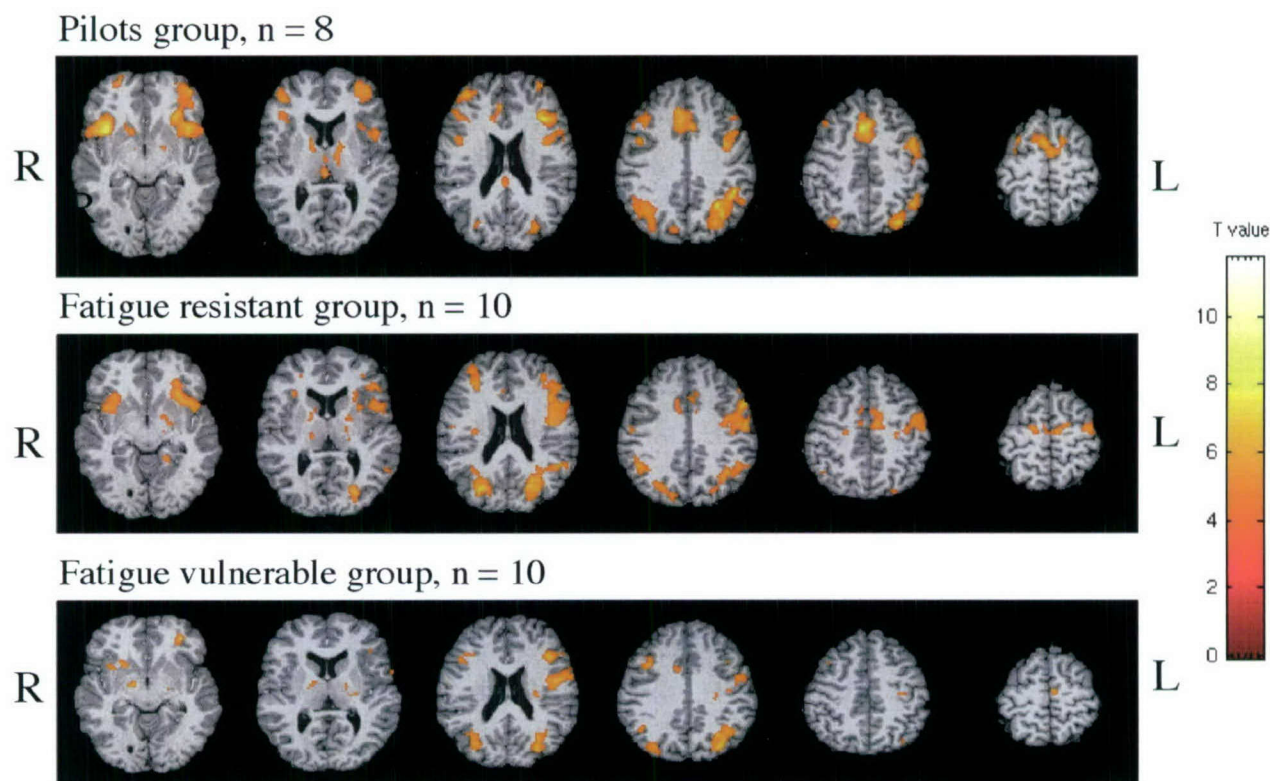 Pilots group, n = 8
R
L
T value
10
8
6
4
2
0
Fatigue resistant group, n = 10
R
L
Fatigue vulnerable group, n = 10
R
L